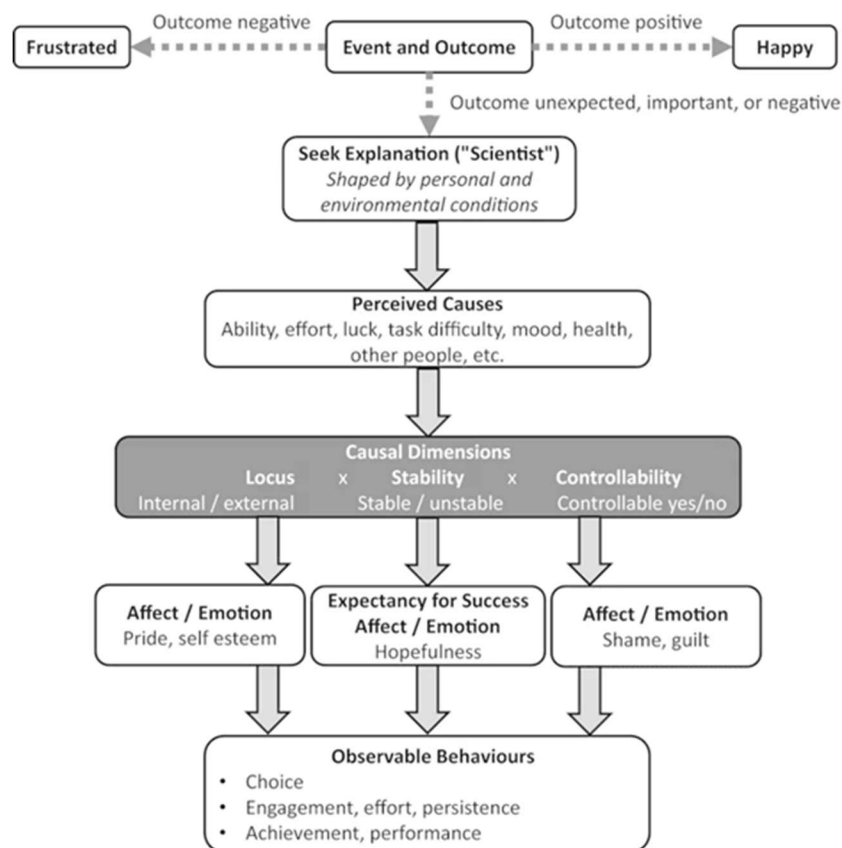 Outcome negative
Outcome positive
Frustrated
Event and Outcome
Happy
Outcome unexpected, important, or negative
Seek Explanation ("Scientist")
Shaped by personal and
environmental conditions
Perceived Causes
Ability, effort, luck, task difficulty, mood, health,
other people, etc.
Causal Dimensions
Locus x Stability x Controllability
Internal / external Stable / unstable Controllable yes/no
Affect / Emotion
Pride, self esteem
Expectancy for Success
Affect / Emotion
Hopefulness
Affect / Emotion
Shame, guilt
Observable Behaviours
• Choice
• Engagement, effort, persistence
• Achievement, performance